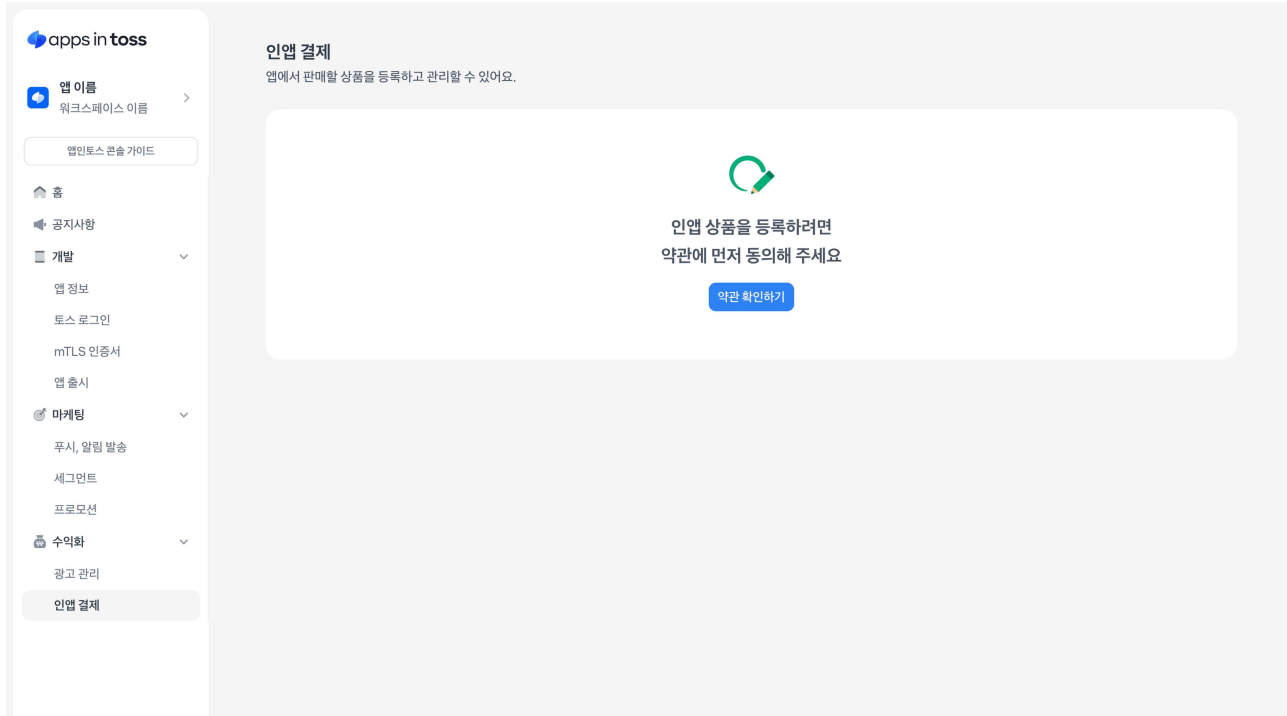 apps in toss
앱 이름
워크스페이스 이름
앱인토스 콘솔 가이드
홈
공지사항
개발
앱 정보
토스 로그인
mTLS 인증서
앱 출시
마케팅
푸시, 알림 발송
세그먼트
프로모션
수익화
광고 관리
인앱 결제
인앱 결제
앱에서 판매할 상품을 등록하고 관리할 수 있어요.
인앱 상품을 등록하려면
약관에 먼저 동의해 주세요
약관 확인하기